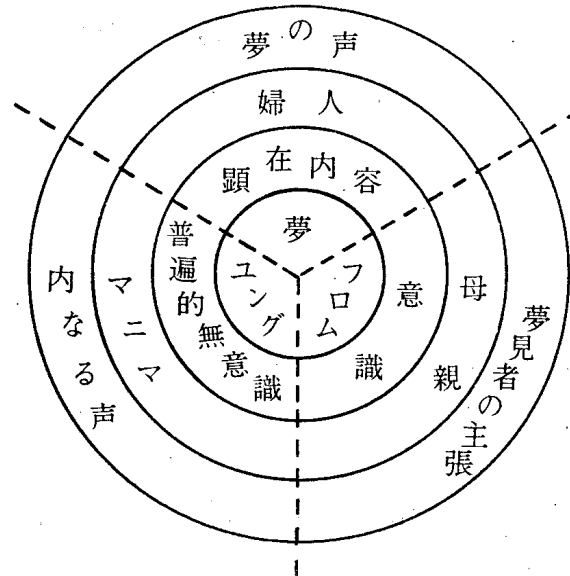 夢の声
婦人
顕在内容
夢
ユング
フロム
普遍的無意識
意識
マニマ
母親
内なる声
夢見者の主張